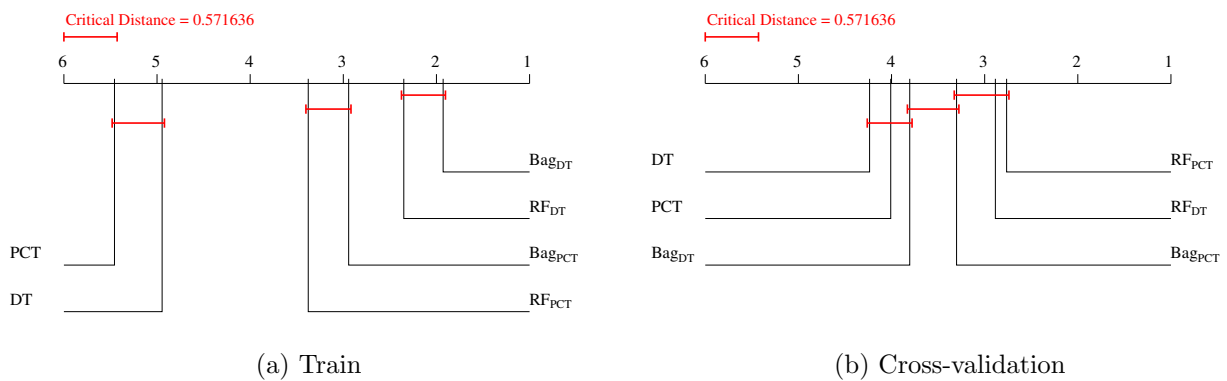 Critical Distance = 0.571636
6 5 4 3 2 1
Bag_DT
RF_DT
PCT Bag_PCT
DT RF_PCT
(a) Train
Critical Distance = 0.571636
6 5 4 3 2 1
DT RF_PCT
PCT RF_DT
Bag_DT Bag_PCT
(b) Cross-validation